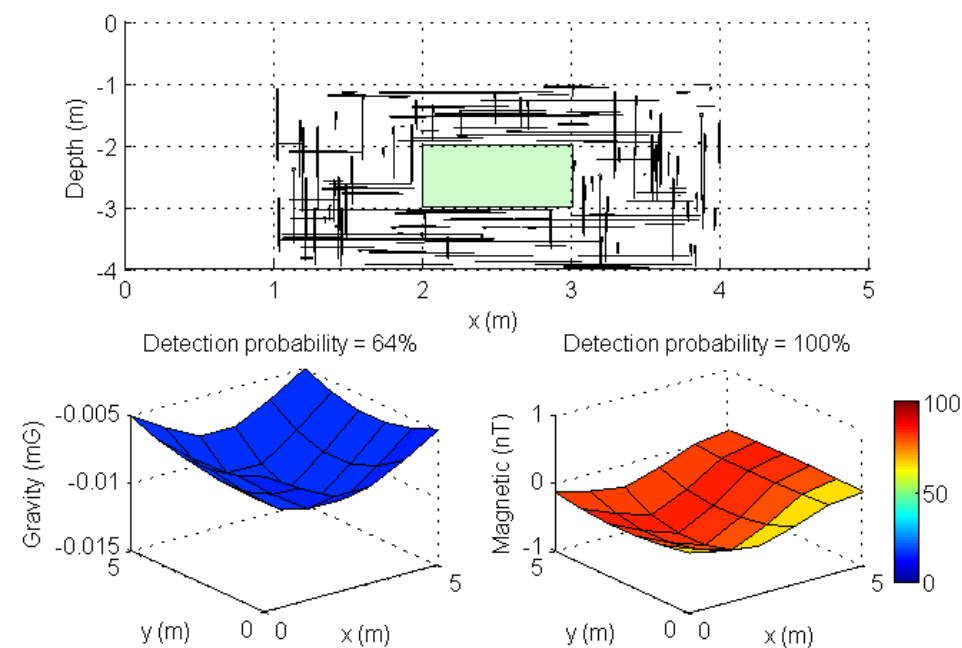 0
-1
-2
-3
-4
Depth (m)
0 1 2 3 4 5
x (m)
Detection probability = 64%
-0.005
-0.01
-0.015
Gravity (mG)
5
y (m)
0 0
x (m)
5
Detection probability = 100%
1
0
-1
Magnetic (nT)
5
y (m)
0 0
x (m)
5
100
50
0